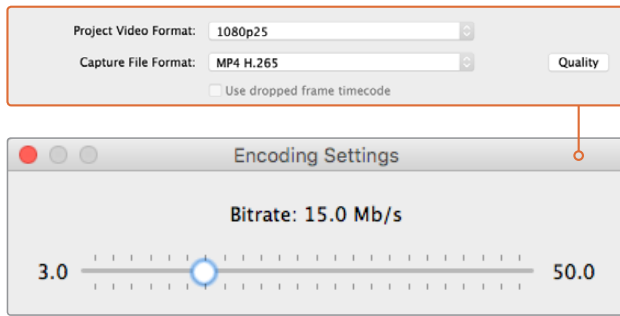 Project Video Format: 1080p25
Capture File Format: MP4 H.265 Quality
Use dropped frame timecode
Encoding Settings
Bitrate: 15.0 Mb/s
3.0 50.0